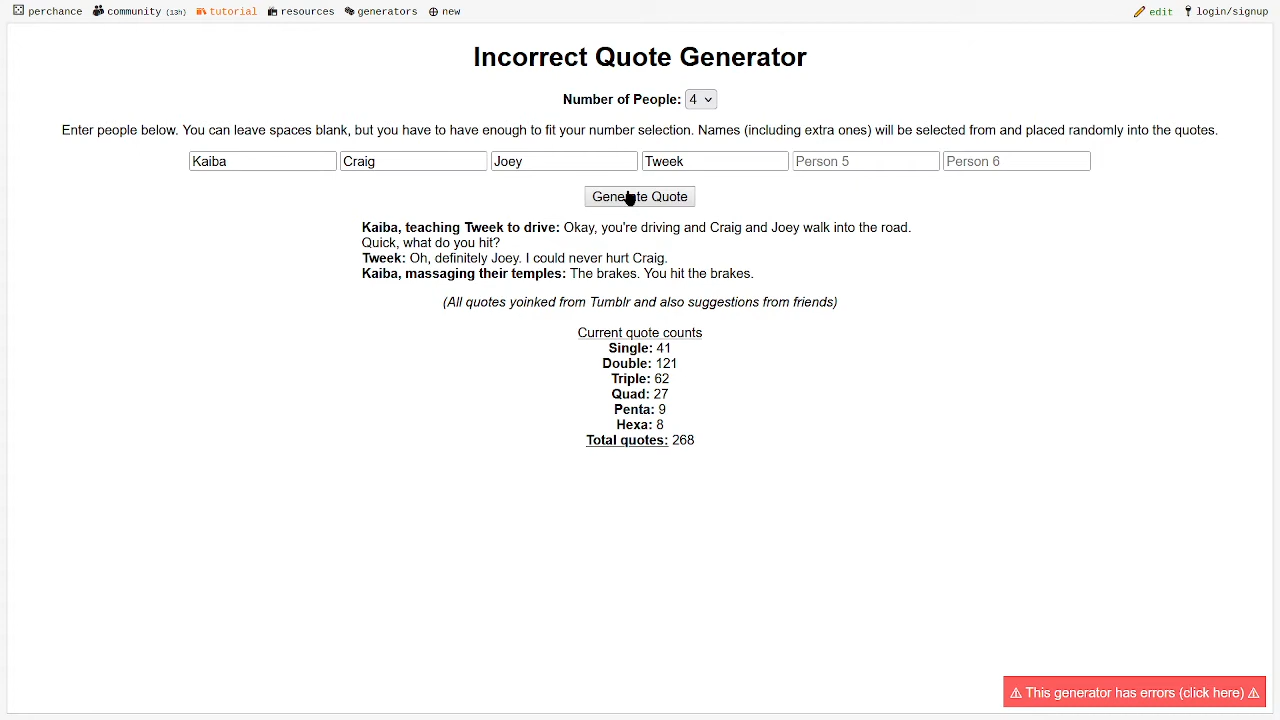 perchance community (13h) tutorial resources generators new edit login/signup
Incorrect Quote Generator
Number of People: 4
Enter people below. You can leave spaces blank, but you have to have enough to fit your number selection. Names (including extra ones) will be selected from and placed randomly into the quotes.
Kaiba Craig Joey Tweek Person 5 Person 6
Generate Quote
Kaiba, teaching Tweek to drive: Okay, you're driving and Craig and Joey walk into the road.
Quick, what do you hit?
Tweek: Oh, definitely Joey. I could never hurt Craig.
Kaiba, massaging their temples: The brakes. You hit the brakes.
(All quotes yoinked from Tumblr and also suggestions from friends)
Current quote counts
Single: 41
Double: 121
Triple: 62
Quad: 27
Penta: 9
Hexa: 8
Total quotes: 268
⚠ This generator has errors (click here) ⚠